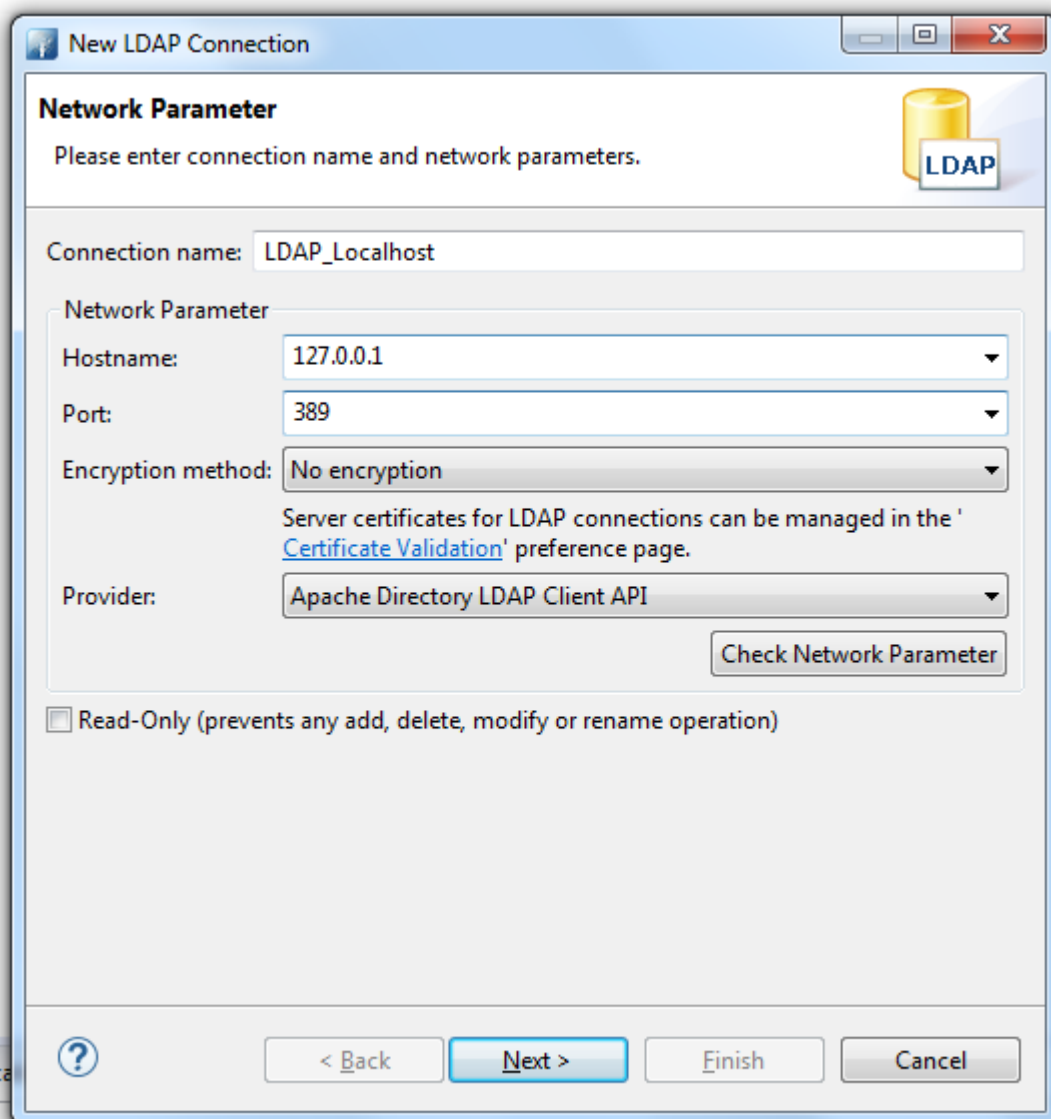 New LDAP Connection
Network Parameter
Please enter connection name and network parameters.
LDAP
Connection name: LDAP_Localhost
Network Parameter
Hostname: 127.0.0.1
Port: 389
Encryption method: No encryption
Server certificates for LDAP connections can be managed in the '
Certificate Validation' preference page.
Provider: Apache Directory LDAP Client API
Check Network Parameter
Read-Only (prevents any add, delete, modify or rename operation)
? < Back Next > Finish Cancel